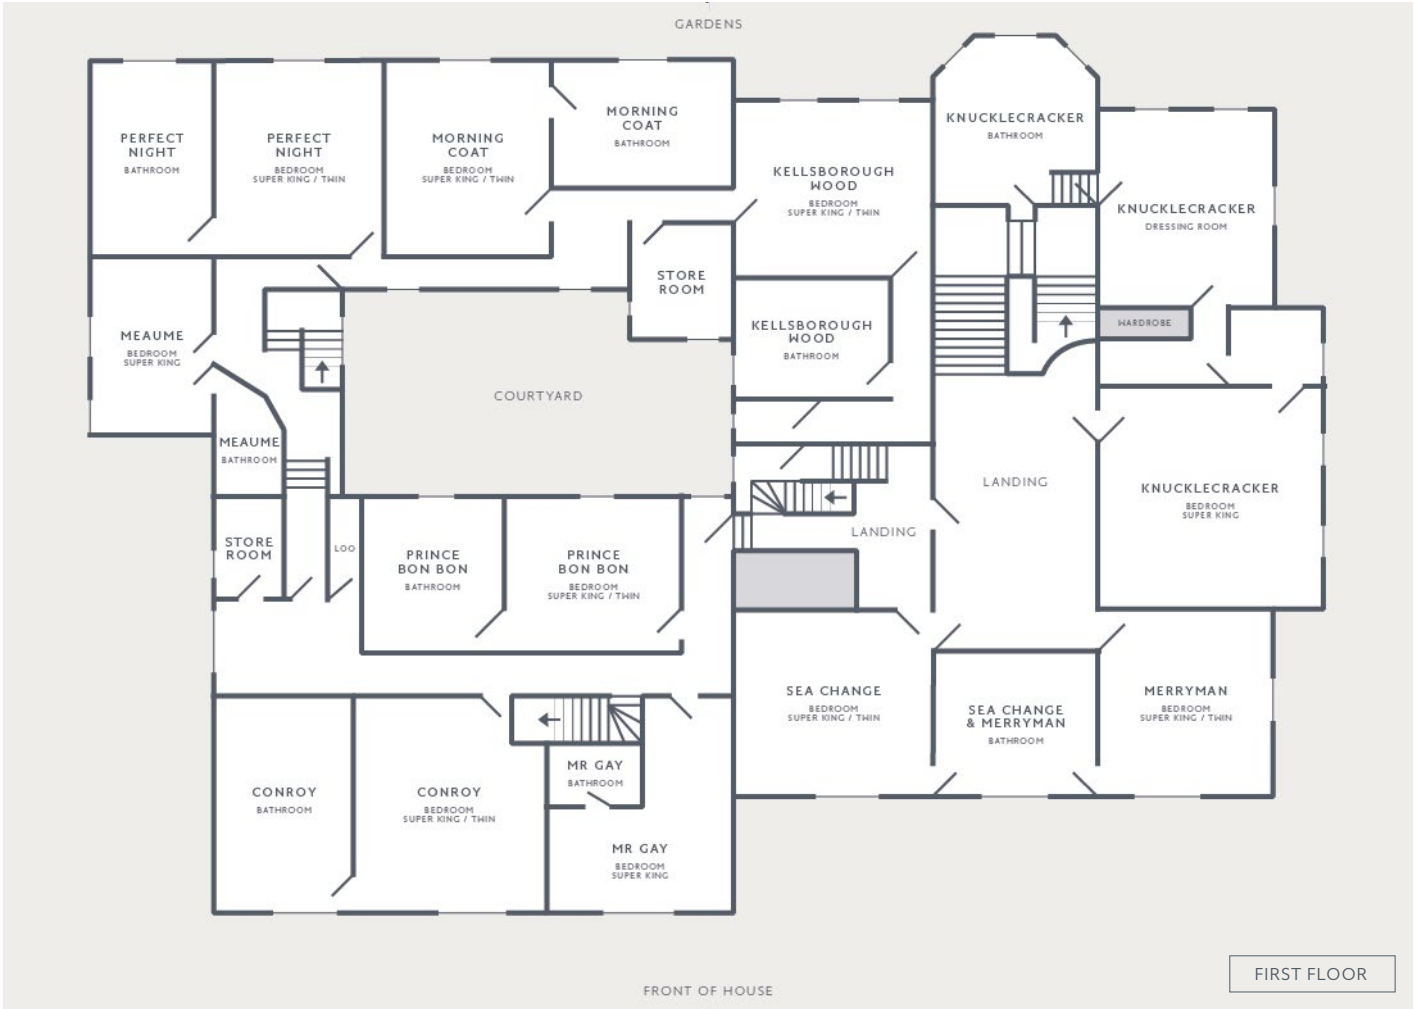 GARDENS
PERFECT
NIGHT
BATHROOM
PERFECT
NIGHT
BEDROOM
SUPER KING / TWIN
MORNING
COAT
BEDROOM
SUPER KING / TWIN
MORNING
COAT
BATHROOM
KELLSBOROUGH
WOOD
BEDROOM
SUPER KING / TWIN
KNUCKLECRACKER
BATHROOM
KNUCKLECRACKER
DRESSING ROOM
STORE
ROOM
MEAUME
BEDROOM
SUPER KING
KELLSBOROUGH
WOOD
BATHROOM
WARDROBE
COURTYARD
MEAUME
BATHROOM
LANDING
KNUCKLECRACKER
BEDROOM
SUPER KING
LANDING
STORE
ROOM
LOO
PRINCE
BON BON
BATHROOM
PRINCE
BON BON
BEDROOM
SUPER KING / TWIN
SEA CHANGE
BEDROOM
SUPER KING / TWIN
SEA CHANGE
& MERRYMAN
BATHROOM
MERRYMAN
BEDROOM
SUPER KING / TWIN
CONROY
BATHROOM
CONROY
BEDROOM
SUPER KING / TWIN
MR GAY
BATHROOM
MR GAY
BEDROOM
SUPER KING
FIRST FLOOR
FRONT OF HOUSE